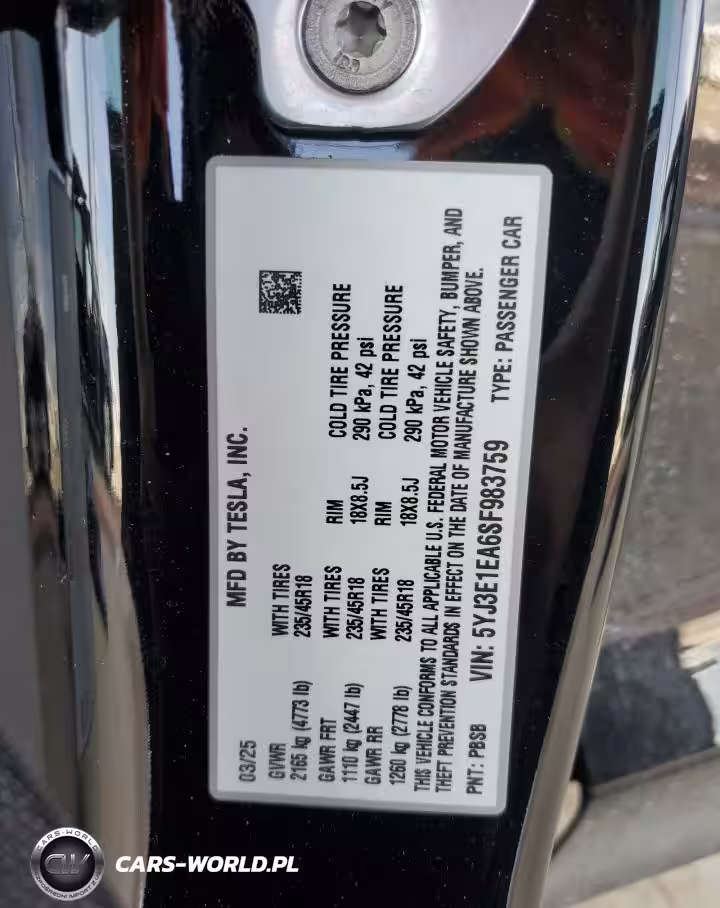 MFD BY TESLA, INC.
03/25
GVWR WITH TIRES
2165 kg (4773 lb) 235/45R18
GAWR FRT WITH TIRES RIM COLD TIRE PRESSURE
1110 kg (2447 lb) 235/45R18 18X8.5J 290 kPa, 42 psi
GAWR RR WITH TIRES RIM COLD TIRE PRESSURE
1260 kg (2778 lb) 235/45R18 18X8.5J 290 kPa, 42 psi
THIS VEHICLE CONFORMS TO ALL APPLICABLE U.S. FEDERAL MOTOR VEHICLE SAFETY, BUMPER, AND
THEFT PREVENTION STANDARDS IN EFFECT ON THE DATE OF MANUFACTURE SHOWN ABOVE.
PNT: PBSB VIN: 5YJ3E1EA6SF983759 TYPE: PASSENGER CAR
CARS-WORLD
CW
CARS-WORLD.PL